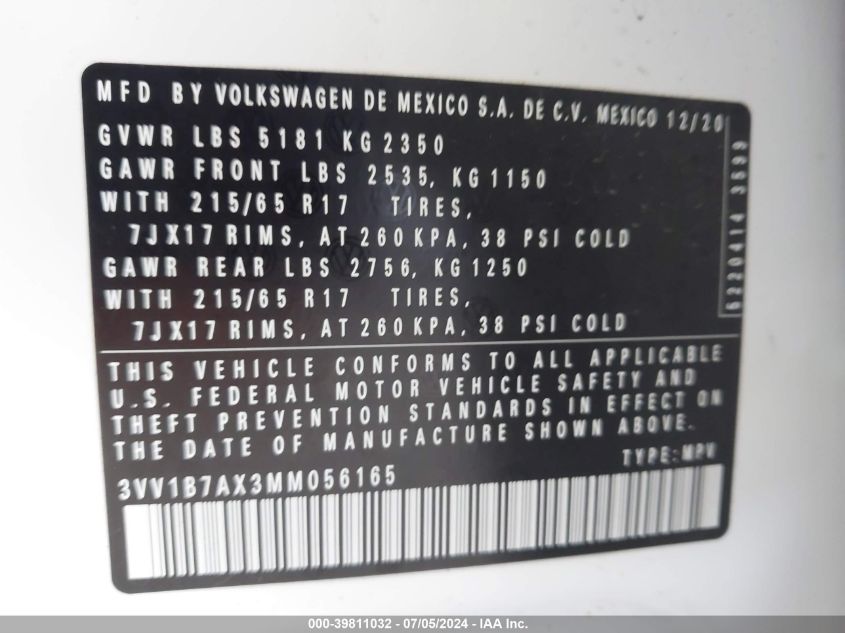 MFD BY VOLKSWAGEN DE MEXICO S.A. DE C.V. MEXICO 12/20
GVWR LBS 5181 KG 2350
GAWR FRONT LBS 2535, KG 1150
WITH 215/65 R17 TIRES,
7JX17 RIMS, AT 260 KPA, 38 PSI COLD
GAWR REAR LBS 2756, KG 1250
WITH 215/65 R17 TIRES,
7JX17 RIMS, AT 260 KPA, 38 PSI COLD
5220414 3599
THIS VEHICLE CONFORMS TO ALL APPLICABLE
U.S. FEDERAL MOTOR VEHICLE SAFETY AND
THEFT PREVENTION STANDARDS IN EFFECT ON
THE DATE OF MANUFACTURE SHOWN ABOVE.
TYPE:MPV
3VV1B7AX3MM056165
000-39811032 - 07/05/2024 - IAA Inc.